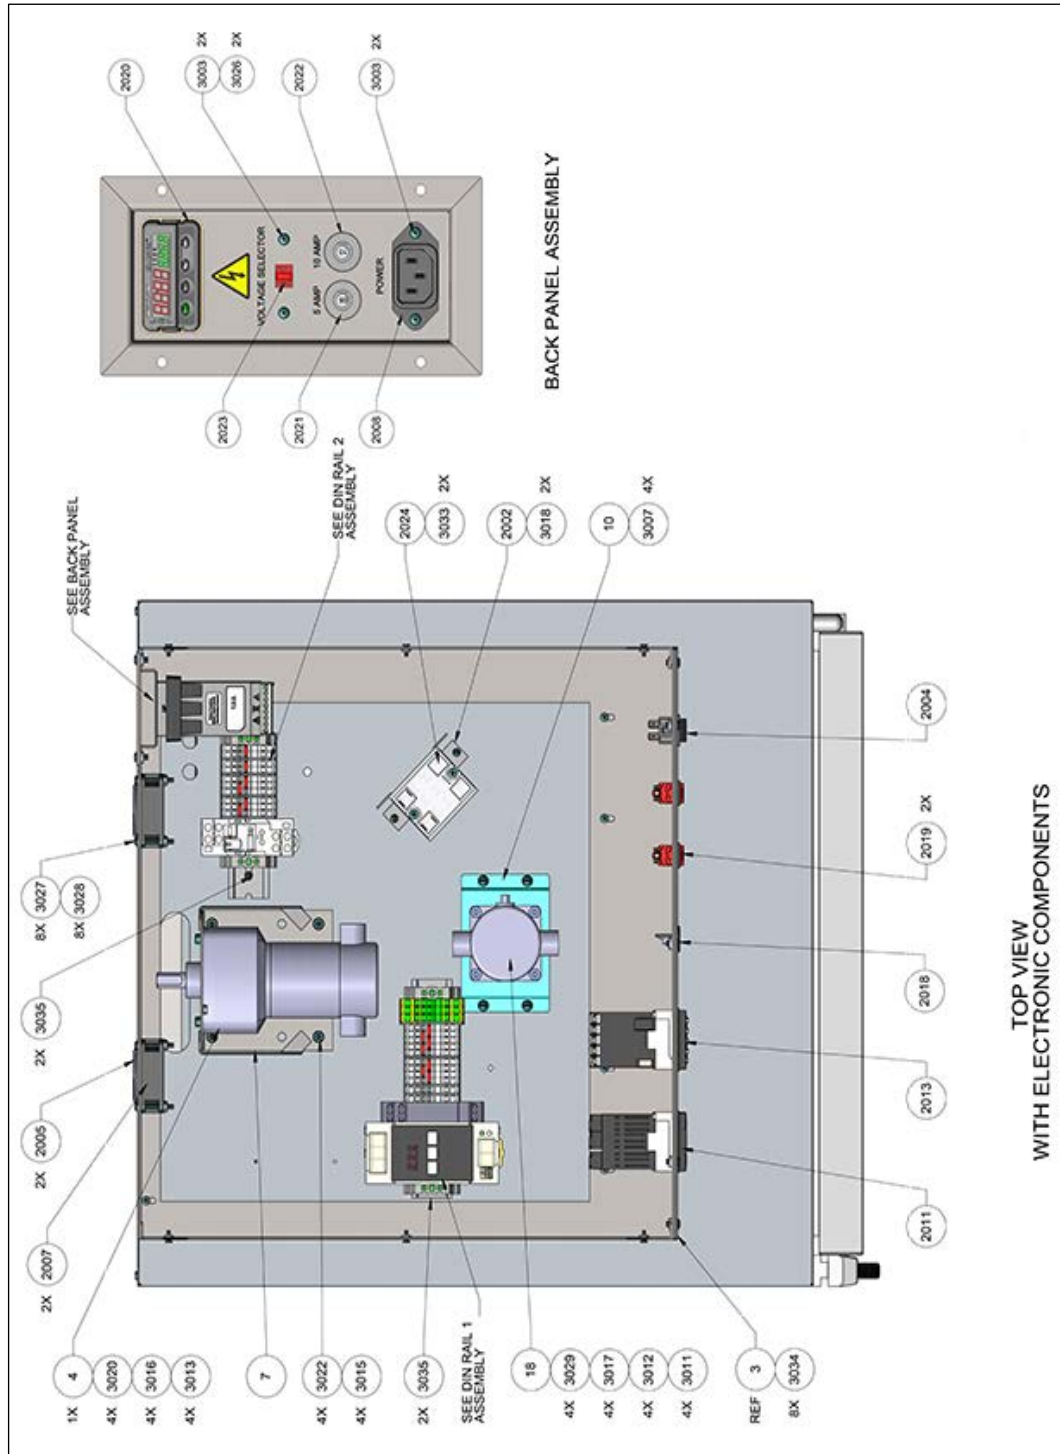 1X 4
4X 3020
4X 3016
4X 3013
2X 2007
2X 2005
2X 3035
8X 3027
8X 3028
SEE BACK PANEL
ASSEMBLY
7
4X 3022
4X 3015
2X 3035
SEE DIN RAIL 1
ASSEMBLY
SEE DIN RAIL 2
ASSEMBLY
2024
3033 2X
2002
3018 2X
10
3007 4X
18
4X 3029
4X 3017
4X 3012
4X 3011
REF 3
8X 3034
2011
2013
2018
2019 2X
2004
TOP VIEW
WITH ELECTRONIC COMPONENTS
2020
3003 2X
3026 2X
2022
3003 2X
2023
2021
2008
VOLTAGE SELECTOR
5 AMP
10 AMP
POWER
BACK PANEL ASSEMBLY